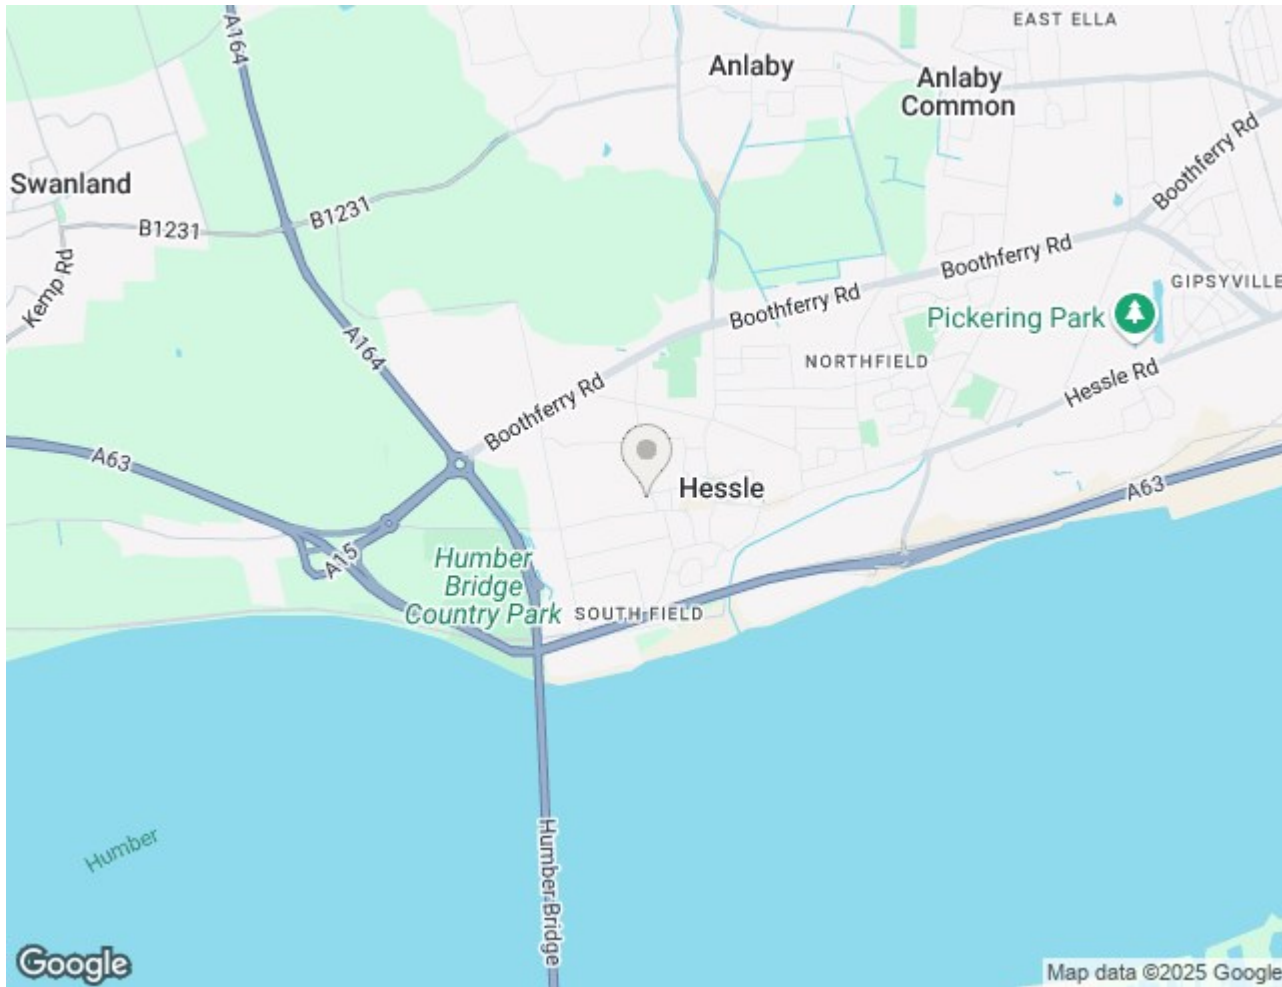 A164
EAST ELLA
Anlaby
Anlaby
Common
Boothferry Rd
Swanland
B1231
B1231
Kemp Rd
Boothferry Rd
GIPSYVILLE
Boothferry Rd
Pickering Park
A164
NORTHFIELD
Hessle Rd
Boothferry Rd
A63
Hessle
A63
A15
Humber
Bridge
Country Park
SOUTH FIELD
Humber
Humber Bridge
Google
Map data ©2025 Google